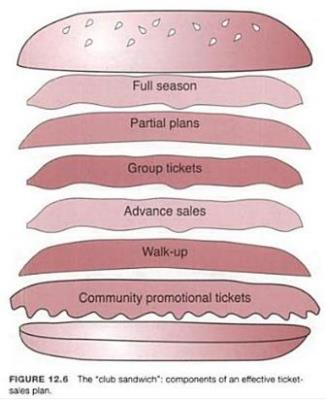 Full season
Partial plans
Group tickets
Advance sales
Walk-up
Community promotional tickets
FIGURE 12.6 The "club sandwich": components of an effective ticket-
sales plan.